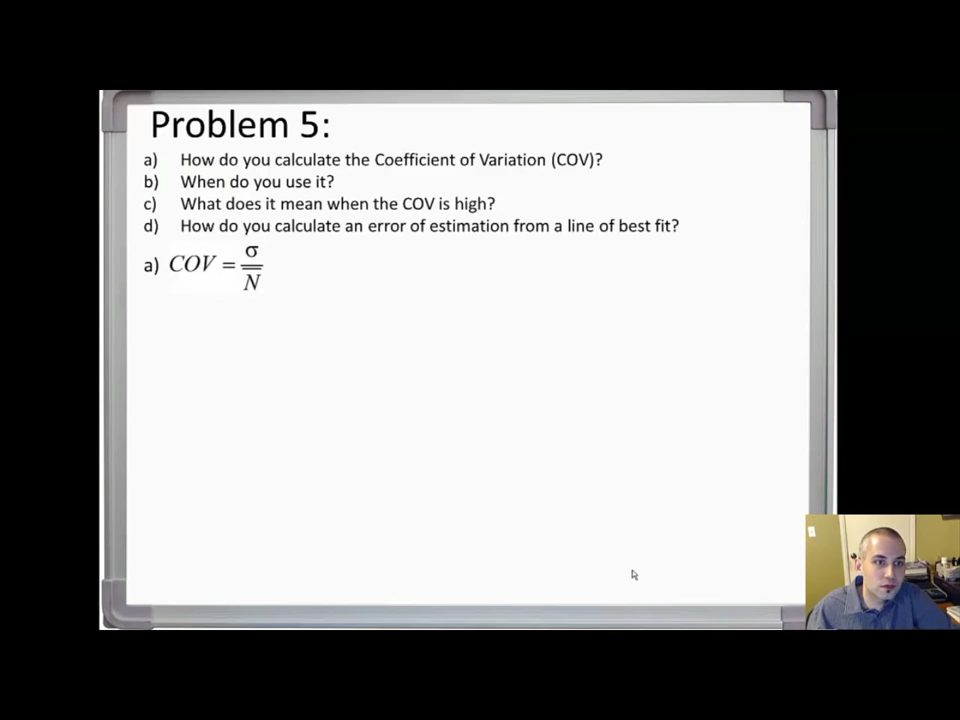 Problem 5:
a) How do you calculate the Coefficient of Variation (COV)?
b) When do you use it?
c) What does it mean when the COV is high?
d) How do you calculate an error of estimation from a line of best fit?
a) COV = σ / N̅